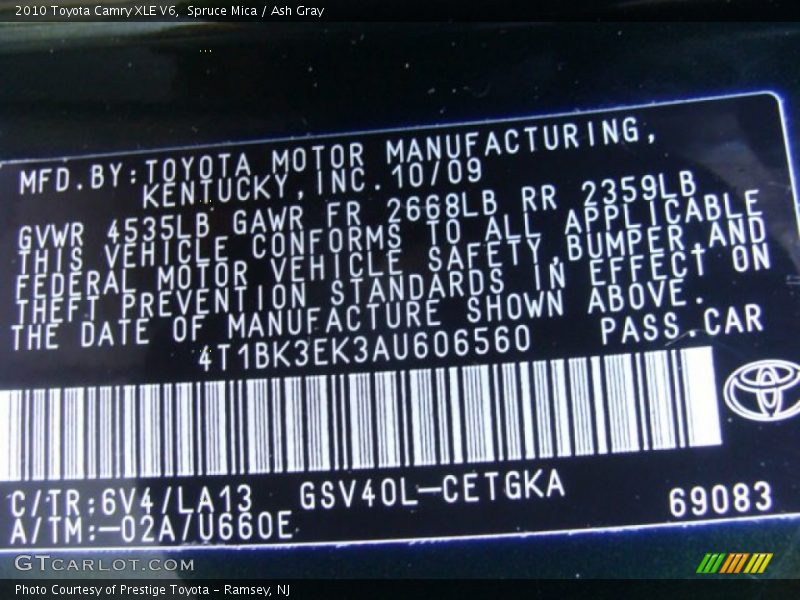 2010 Toyota Camry XLE V6, Spruce Mica / Ash Gray
MFD.BY:TOYOTA MOTOR MANUFACTURING,
KENTUCKY,INC.10/09
GVWR 4535LB GAWR FR 2668LB RR 2359LB
THIS VEHICLE CONFORMS TO ALL APPLICABLE
FEDERAL MOTOR VEHICLE SAFETY,BUMPER,AND
THEFT PREVENTION STANDARDS IN EFFECT ON
THE DATE OF MANUFACTURE SHOWN ABOVE.
4T1BK3EK3AU606560 PASS.CAR
C/TR:6V4/LA13 GSV40L-CETGKA
A/TM:-02A/U660E 69083
GTCARLOT.COM
Photo Courtesy of Prestige Toyota - Ramsey, NJ